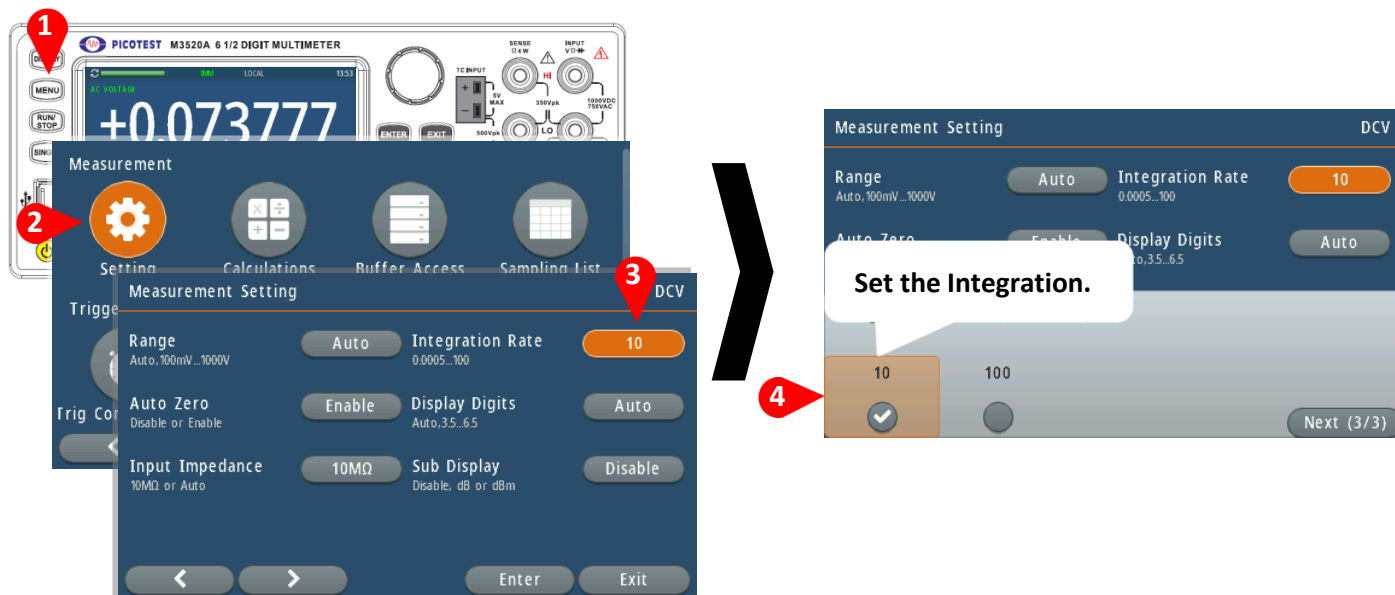 1
PICOTEST M3520A 6 1/2 DIGIT MULTIMETER
MENU
RUN/
STOP
IMM LOCAL 13:53
AC VOLTAGE
+0.073777
ENTER EXIT
TC INPUT
+
-
5V
MAX
500Vpk
SENSE
Ω 4 W
INPUT
V Ω
HI
350Vpk
1000VDC
750VAC
LO
2
Measurement
Setting Calculations Buffer Access Sampling List
3
Measurement Setting DCV
Range Auto Integration Rate 10
Auto, 100mV...1000V 0.0005...100
Auto Zero Enable Display Digits Auto
Disable or Enable Auto,3.5...6.5
Input Impedance 10MΩ Sub Display Disable
10MΩ or Auto Disable, dB or dBm
< > Enter Exit
Measurement Setting DCV
Range Auto Integration Rate 10
Auto, 100mV...1000V 0.0005...100
Display Digits Auto
Set the Integration.
4
10 100
Next (3/3)